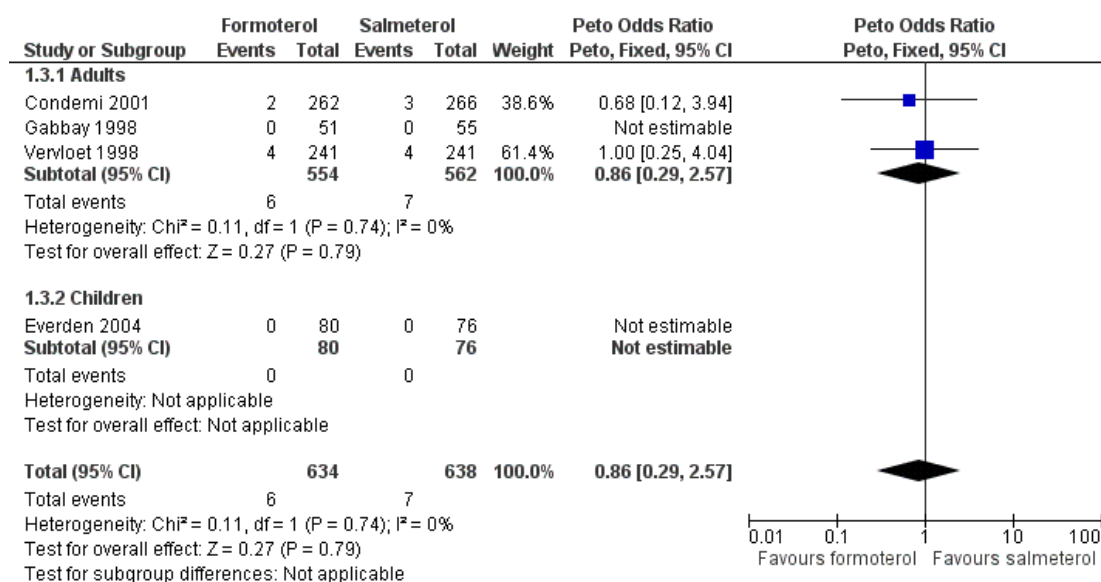 Formoterol Salmeterol Peto Odds Ratio Peto Odds Ratio
Study or Subgroup Events Total Events Total Weight Peto, Fixed, 95% CI Peto, Fixed, 95% CI
1.3.1 Adults
Condemi 2001 2 262 3 266 38.6% 0.68 [0.12, 3.94]
Gabbay 1998 0 51 0 55 Not estimable
Vervloet 1998 4 241 4 241 61.4% 1.00 [0.25, 4.04]
Subtotal (95% CI) 554 562 100.0% 0.86 [0.29, 2.57]
Total events 6 7
Heterogeneity: Chi² = 0.11, df = 1 (P = 0.74); I² = 0%
Test for overall effect: Z = 0.27 (P = 0.79)
1.3.2 Children
Everden 2004 0 80 0 76 Not estimable
Subtotal (95% CI) 80 76 Not estimable
Total events 0 0
Heterogeneity: Not applicable
Test for overall effect: Not applicable
Total (95% CI) 634 638 100.0% 0.86 [0.29, 2.57]
Total events 6 7
Heterogeneity: Chi² = 0.11, df = 1 (P = 0.74); I² = 0%
Test for overall effect: Z = 0.27 (P = 0.79)
Test for subgroup differences: Not applicable
0.01 0.1 1 10 100
Favours formoterol Favours salmeterol